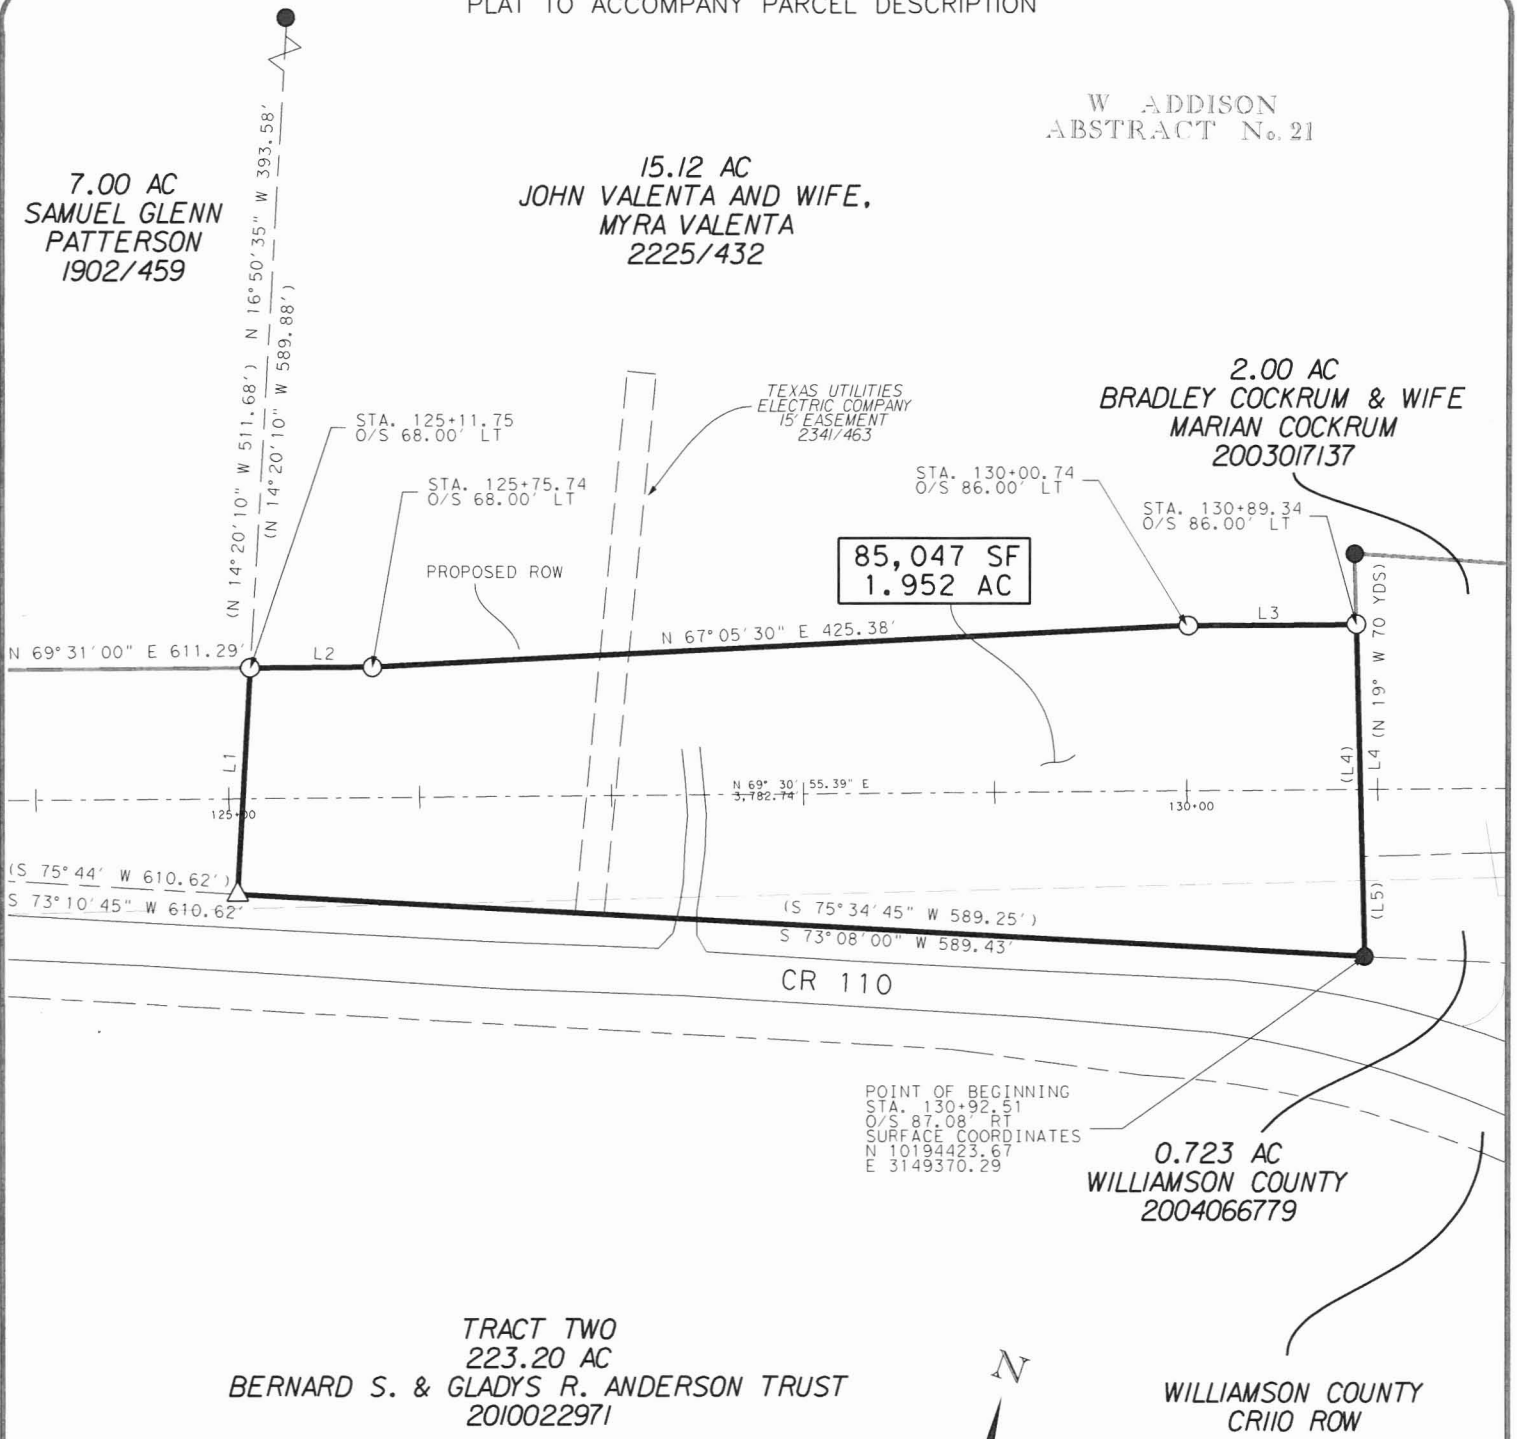 PLAT TO ACCOMPANY PARCEL DESCRIPTION
W ADDISON
ABSTRACT No. 21
7.00 AC
SAMUEL GLENN
PATTERSON
1902/459
(N 14°20'10" W 511.68') N 16°50'35" W 393.58'
(N 14°20'10" W 589.88')
15.12 AC
JOHN VALENTA AND WIFE,
MYRA VALENTA
2225/432
TEXAS UTILITIES
ELECTRIC COMPANY
15' EASEMENT
2341/463
2.00 AC
BRADLEY COCKRUM & WIFE
MARIAN COCKRUM
2003017137
STA. 125+11.75
O/S 68.00' LT
STA. 125+75.74
O/S 68.00' LT
STA. 130+00.74
O/S 86.00' LT
STA. 130+89.34
O/S 86.00' LT
PROPOSED ROW
85,047 SF
1.952 AC
N 69°31'00" E 611.29'
L2
N 67°05'30" E 425.38'
L3
L1
(L4)
L4 (N 19° W 70 YDS)
N 69° 30' 55.39" E
3,782.74
125+00
130+00
(S 75°44' W 610.62')
S 73°10'45" W 610.62'
(S 75°34'45" W 589.25')
S 73°08'00" W 589.43'
(L5)
CR 110
POINT OF BEGINNING
STA. 130+92.51
O/S 87.08' RT
SURFACE COORDINATES
N 10194423.67
E 3149370.29
0.723 AC
WILLIAMSON COUNTY
2004066779
TRACT TWO
223.20 AC
BERNARD S. & GLADYS R. ANDERSON TRUST
2010022971
N
WILLIAMSON COUNTY
CR110 ROW